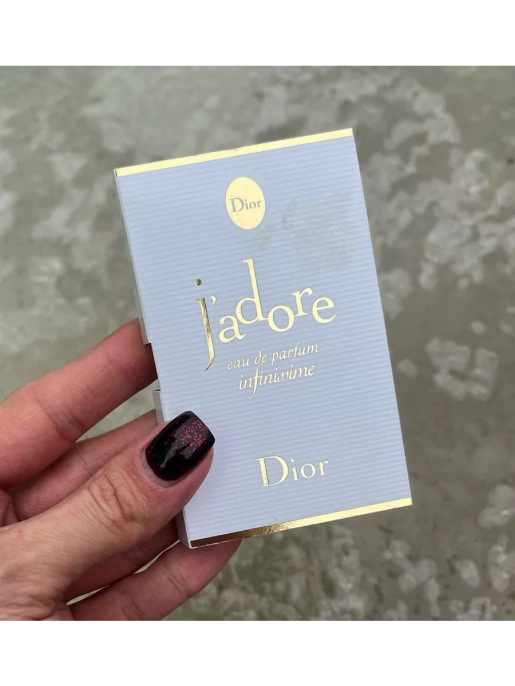 Dior
j'adore
eau de parfum
infinissime
Dior